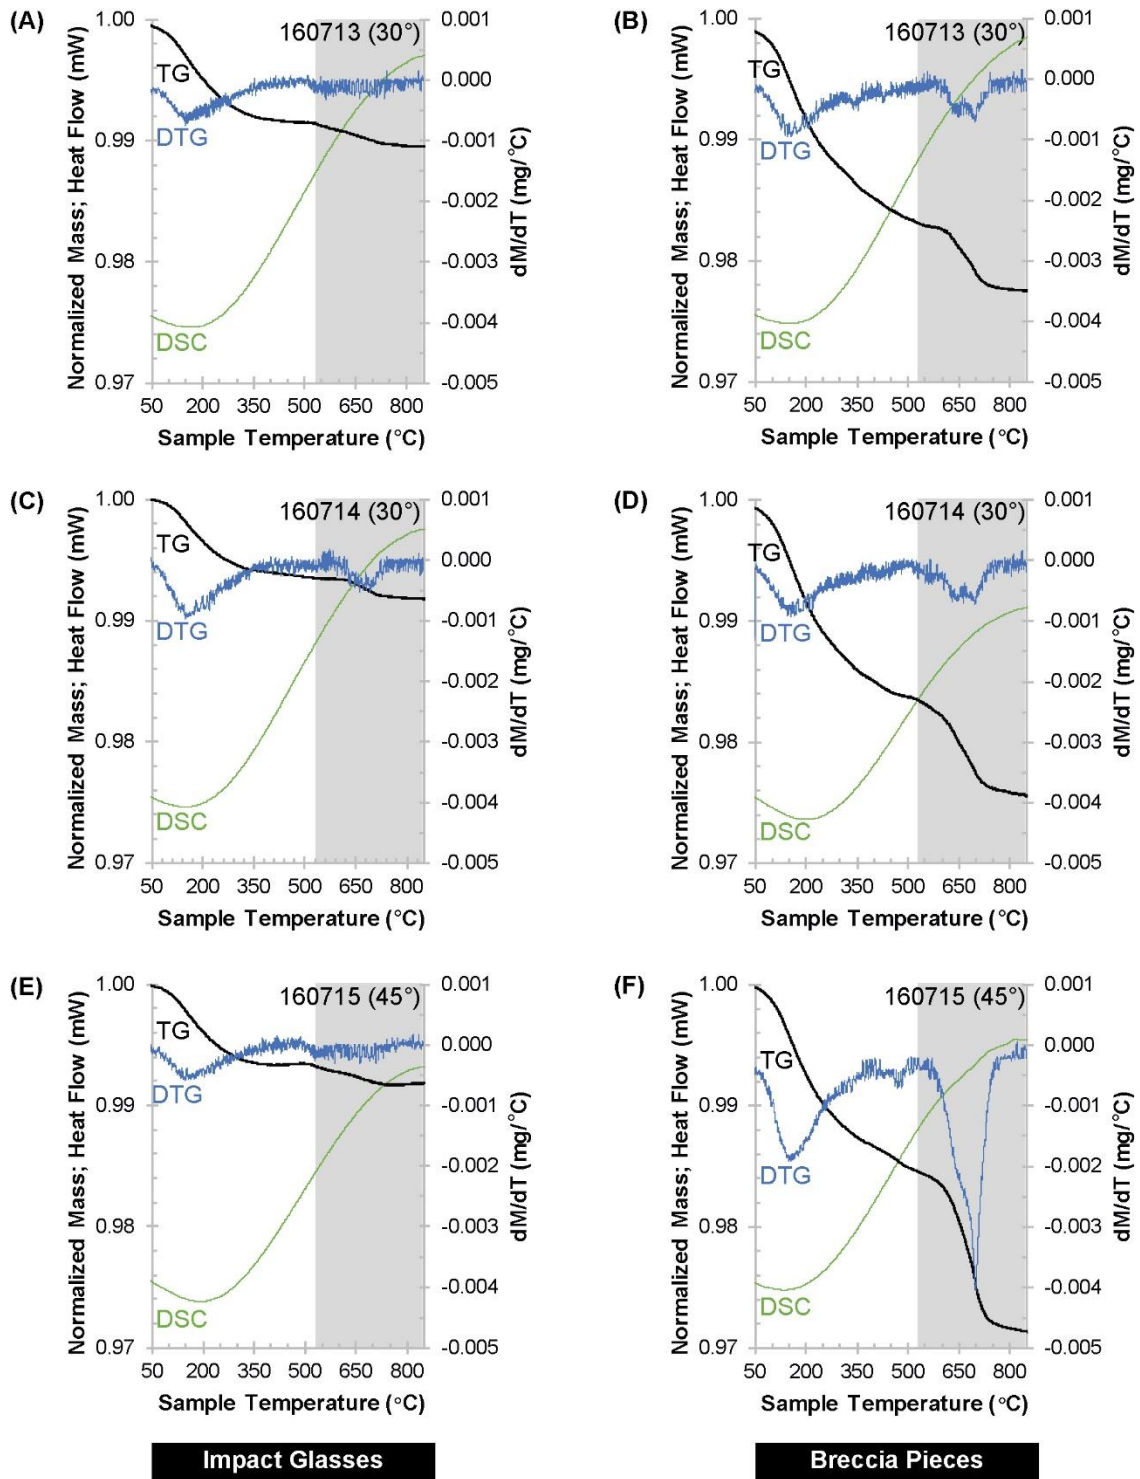 (A)
Normalized Mass; Heat Flow (mW)
1.00
0.99
0.98
0.97
160713 (30°)
TG
DTG
DSC
0.001
0.000
-0.001
-0.002
-0.003
-0.004
-0.005
dM/dT (mg/°C)
50 200 350 500 650 800
Sample Temperature (°C)
(B)
Normalized Mass; Heat Flow (mW)
1.00
0.99
0.98
0.97
160713 (30°)
TG
DTG
DSC
0.001
0.000
-0.001
-0.002
-0.003
-0.004
-0.005
dM/dT (mg/°C)
50 200 350 500 650 800
Sample Temperature (°C)
(C)
Normalized Mass; Heat Flow (mW)
1.00
0.99
0.98
0.97
160714 (30°)
TG
DTG
DSC
0.001
0.000
-0.001
-0.002
-0.003
-0.004
-0.005
dM/dT (mg/°C)
50 200 350 500 650 800
Sample Temperature (°C)
(D)
Normalized Mass; Heat Flow (mW)
1.00
0.99
0.98
0.97
160714 (30°)
TG
DTG
DSC
0.001
0.000
-0.001
-0.002
-0.003
-0.004
-0.005
dM/dT (mg/°C)
50 200 350 500 650 800
Sample Temperature (°C)
(E)
Normalized Mass; Heat Flow (mW)
1.00
0.99
0.98
0.97
160715 (45°)
TG
DTG
DSC
0.001
0.000
-0.001
-0.002
-0.003
-0.004
-0.005
dM/dT (mg/°C)
50 200 350 500 650 800
Sample Temperature (°C)
(F)
Normalized Mass; Heat Flow (mW)
1.00
0.99
0.98
0.97
160715 (45°)
TG
DTG
DSC
0.001
0.000
-0.001
-0.002
-0.003
-0.004
-0.005
dM/dT (mg/°C)
50 200 350 500 650 800
Sample Temperature (°C)
Impact Glasses
Breccia Pieces